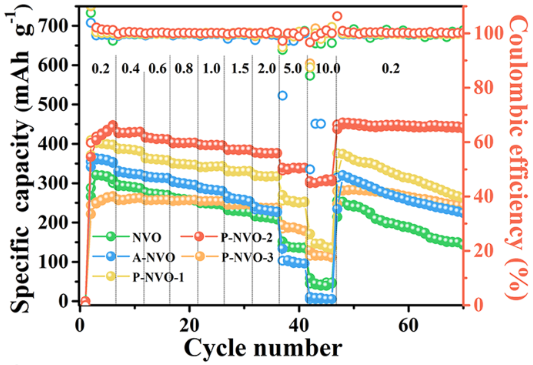 Specific capacity (mAh g⁻¹)
700
600
500
400
300
200
100
0
0.2 0.4 0.6 0.8 1.0 1.5 2.0 5.0 10.0 0.2
NVO
A-NVO
P-NVO-1
P-NVO-2
P-NVO-3
0 20 40 60
Cycle number
100
80
60
40
20
0
Coulombic efficiency (%)